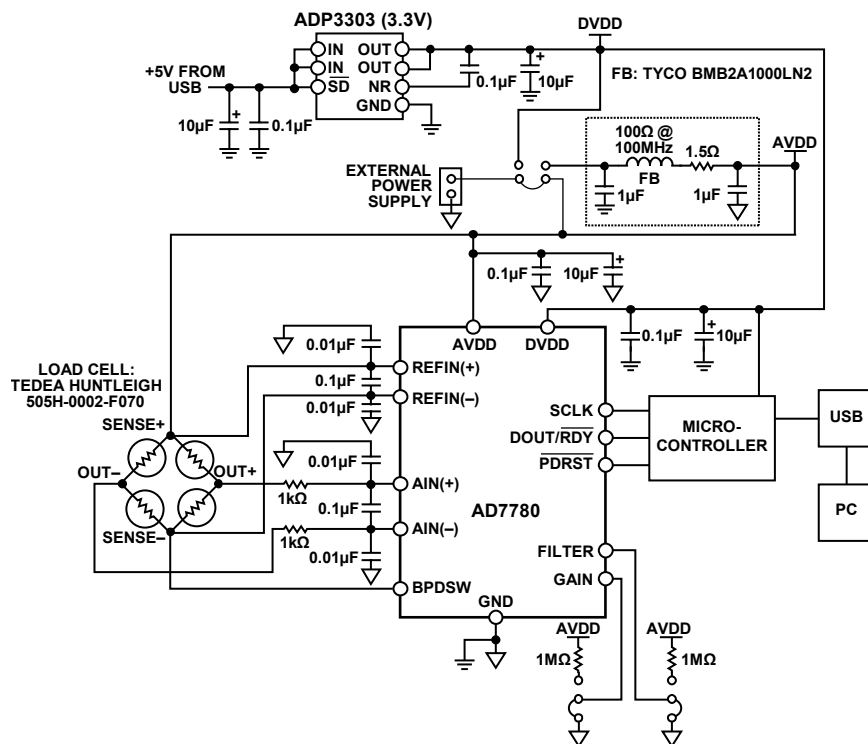 ADP3303 (3.3V)
IN
IN
SD
OUT
OUT
NR
GND
+5V FROM
USB
10µF
+
0.1µF
0.1µF
+
10µF
DVDD
FB: TYCO BMB2A1000LN2
EXTERNAL
POWER
SUPPLY
100Ω @
100MHz
FB
1.5Ω
1µF
1µF
AVDD
0.1µF
10µF
+
AVDD
DVDD
0.1µF
+
10µF
LOAD CELL:
TEDEA HUNTLEIGH
505H-0002-F070
SENSE+
OUT–
OUT+
SENSE–
0.01µF
0.1µF
0.01µF
0.01µF
0.1µF
0.01µF
1kΩ
1kΩ
REFIN(+)
REFIN(–)
AIN(+)
AIN(–)
BPDSW
AD7780
GND
SCLK
DOUT/RDY
PDRST
FILTER
GAIN
MICRO-
CONTROLLER
USB
PC
AVDD
1MΩ
AVDD
1MΩ